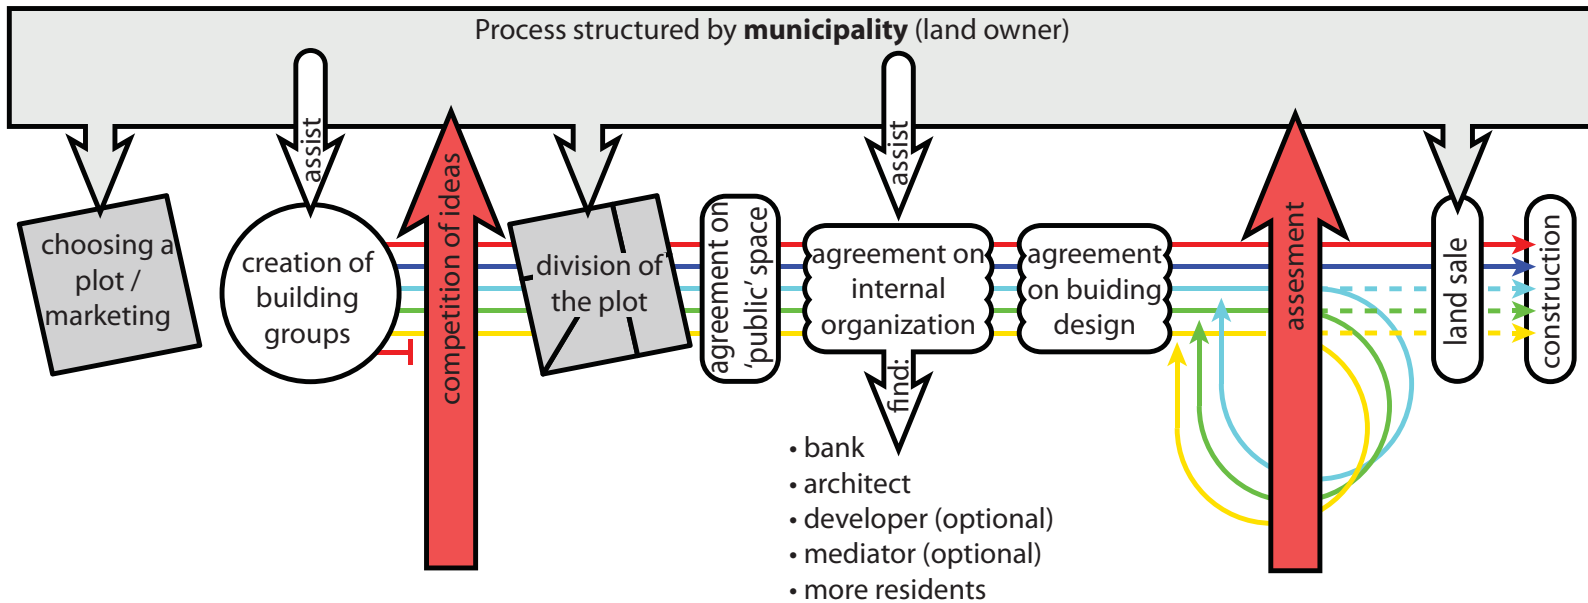 Process structured by municipality (land owner)
assist
assist
choosing a
plot /
marketing
creation of
building
groups
competition of ideas
division of
the plot
agreement on
'public' space
agreement on
internal
organization
find:
• bank
• architect
• developer (optional)
• mediator (optional)
• more residents
agreement
on buiding
design
assesment
land sale
construction